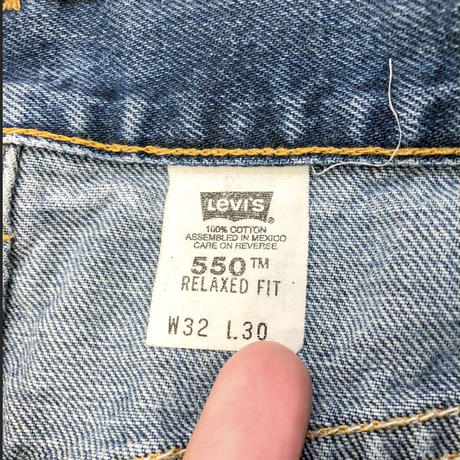 LEVI'S®
100% COTTON
ASSEMBLED IN MEXICO
CARE ON REVERSE
550™
RELAXED FIT
W32 L30